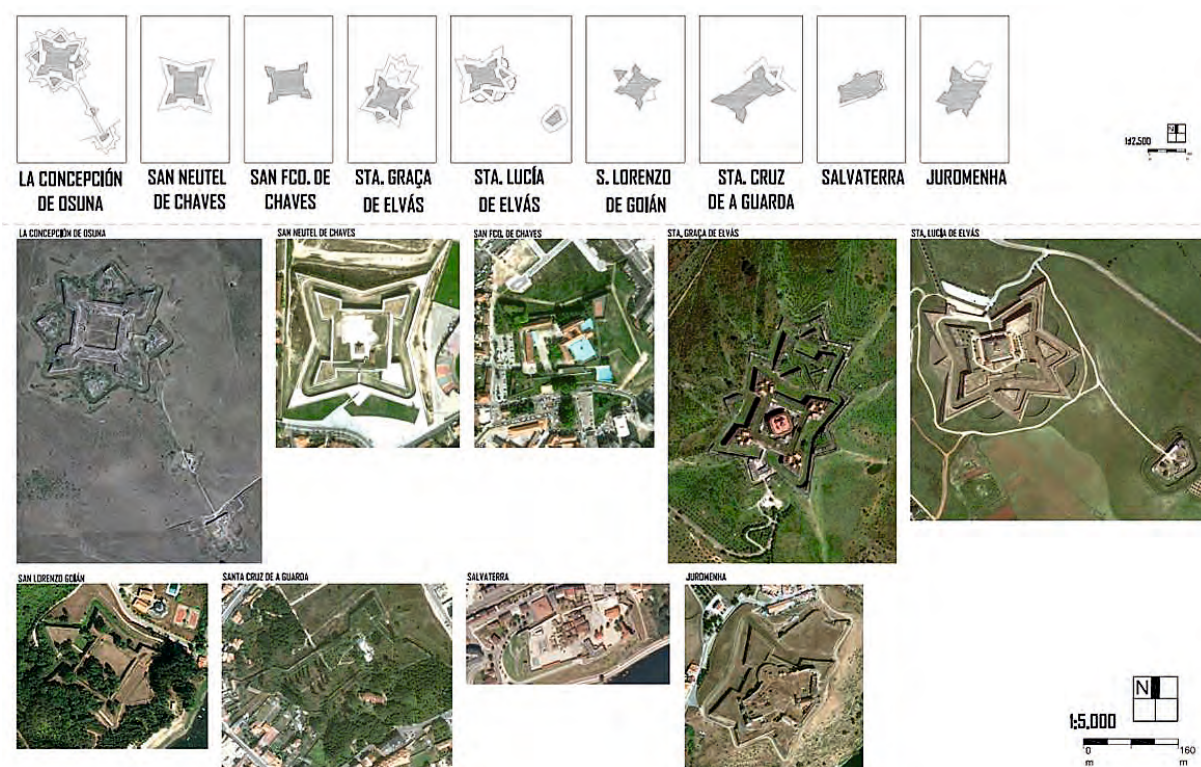 LA CONCEPCIÓN
DE OSUNA
SAN NEUTEL
DE CHAVES
SAN FCO. DE
CHAVES
STA. GRAÇA
DE ELVÁS
STA. LUCÍA
DE ELVÁS
S. LORENZO
DE GOIÁN
STA. CRUZ
DE A GUARDA
SALVATERRA
JUROMENHA
N
1:12.500
LA CONCEPCIÓN DE OSUNA
SAN NEUTEL DE CHAVES
SAN FCO. DE CHAVES
STA. GRAÇA DE ELVÁS
STA. LUCÍA DE ELVÁS
SAN LORENZO GOIÁN
SANTA CRUZ DE A GUARDA
SALVATERRA
JUROMENHA
N
1:5.000
0 160
m m